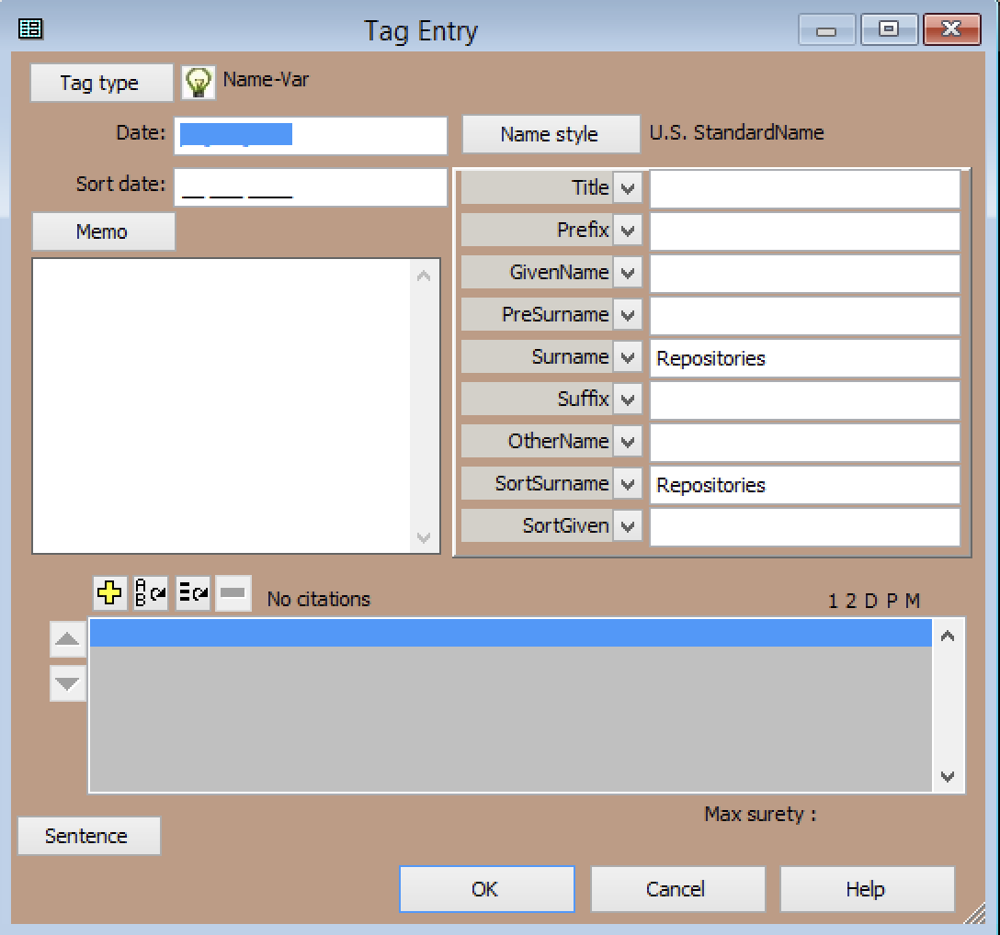 Tag Entry
Tag type
Name-Var
Date:
Name style
U.S. StandardName
Sort date:
__ ___ ____
Memo
Title
Prefix
GivenName
PreSurname
Surname
Repositories
Suffix
OtherName
SortSurname
Repositories
SortGiven
A
B
No citations
1 2 D P M
Max surety :
Sentence
OK
Cancel
Help